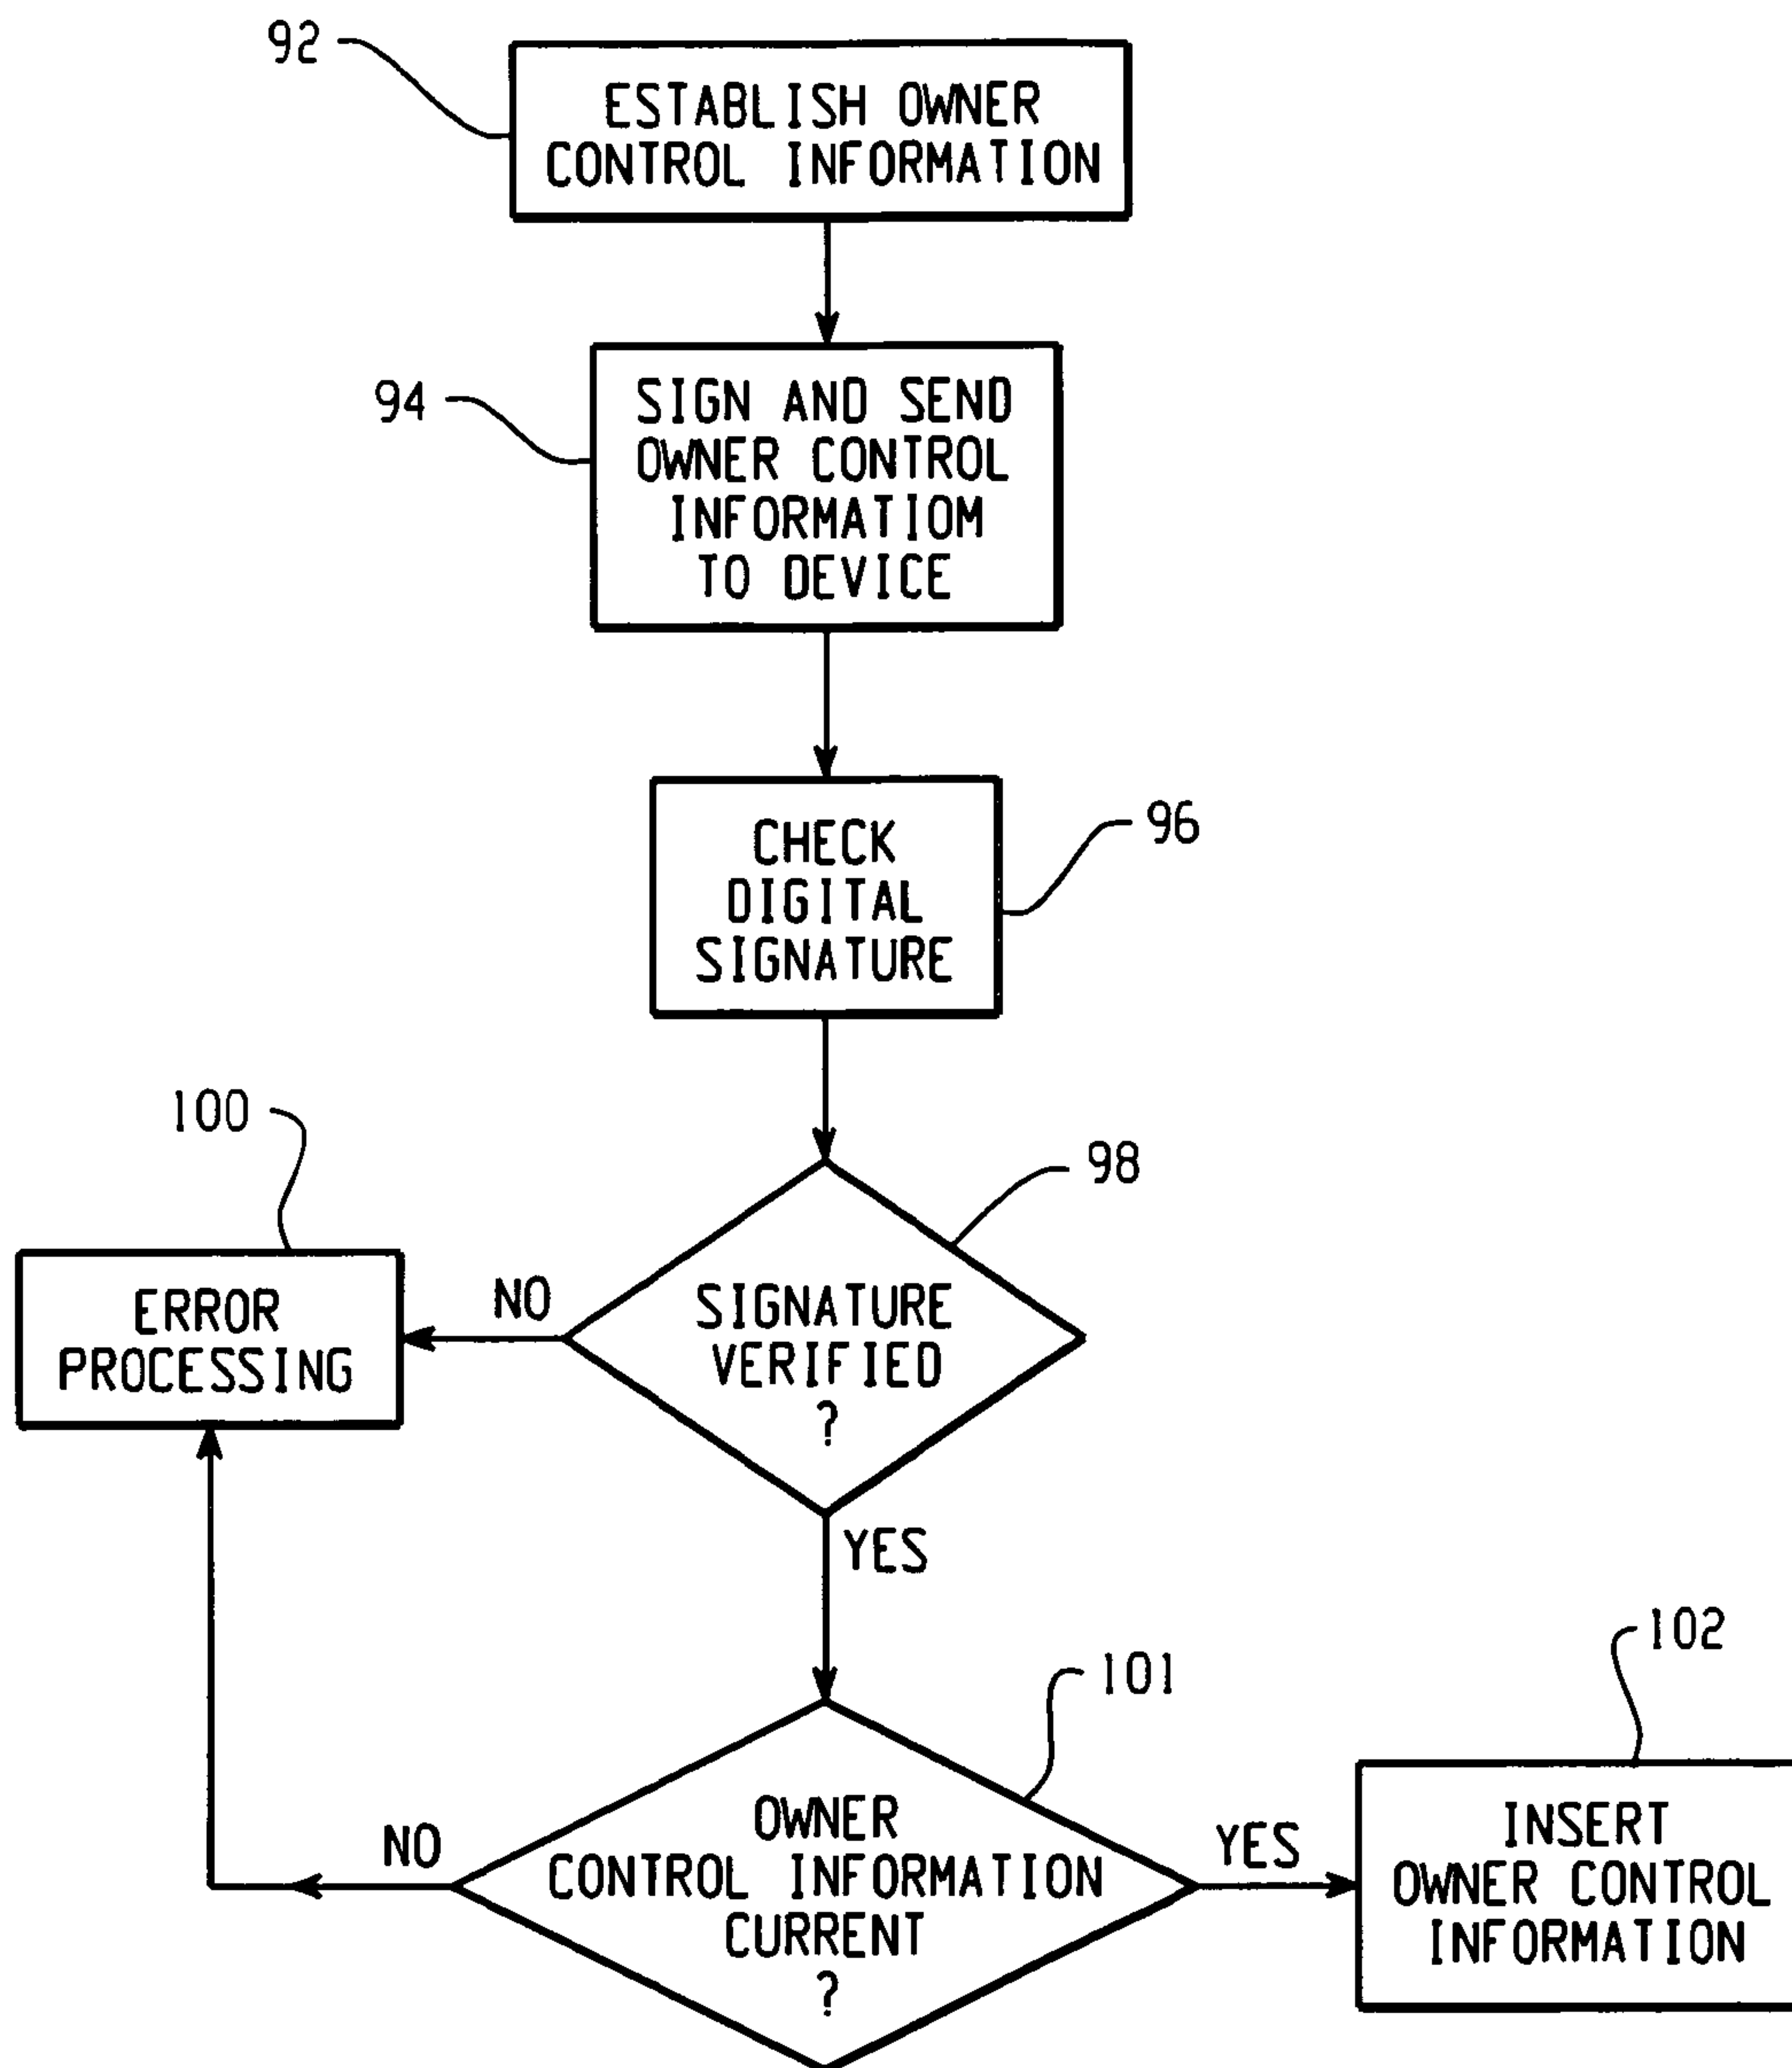 92
ESTABLISH OWNER
CONTROL INFORMATION
94
SIGN AND SEND
OWNER CONTROL
INFORMATIOM
TO DEVICE
CHECK
DIGITAL
SIGNATURE
96
100
98
ERROR
PROCESSING
NO
SIGNATURE
VERIFIED
?
YES
102
101
NO
OWNER
CONTROL INFORMATION
CURRENT
?
YES
INSERT
OWNER CONTROL
INFORMATION